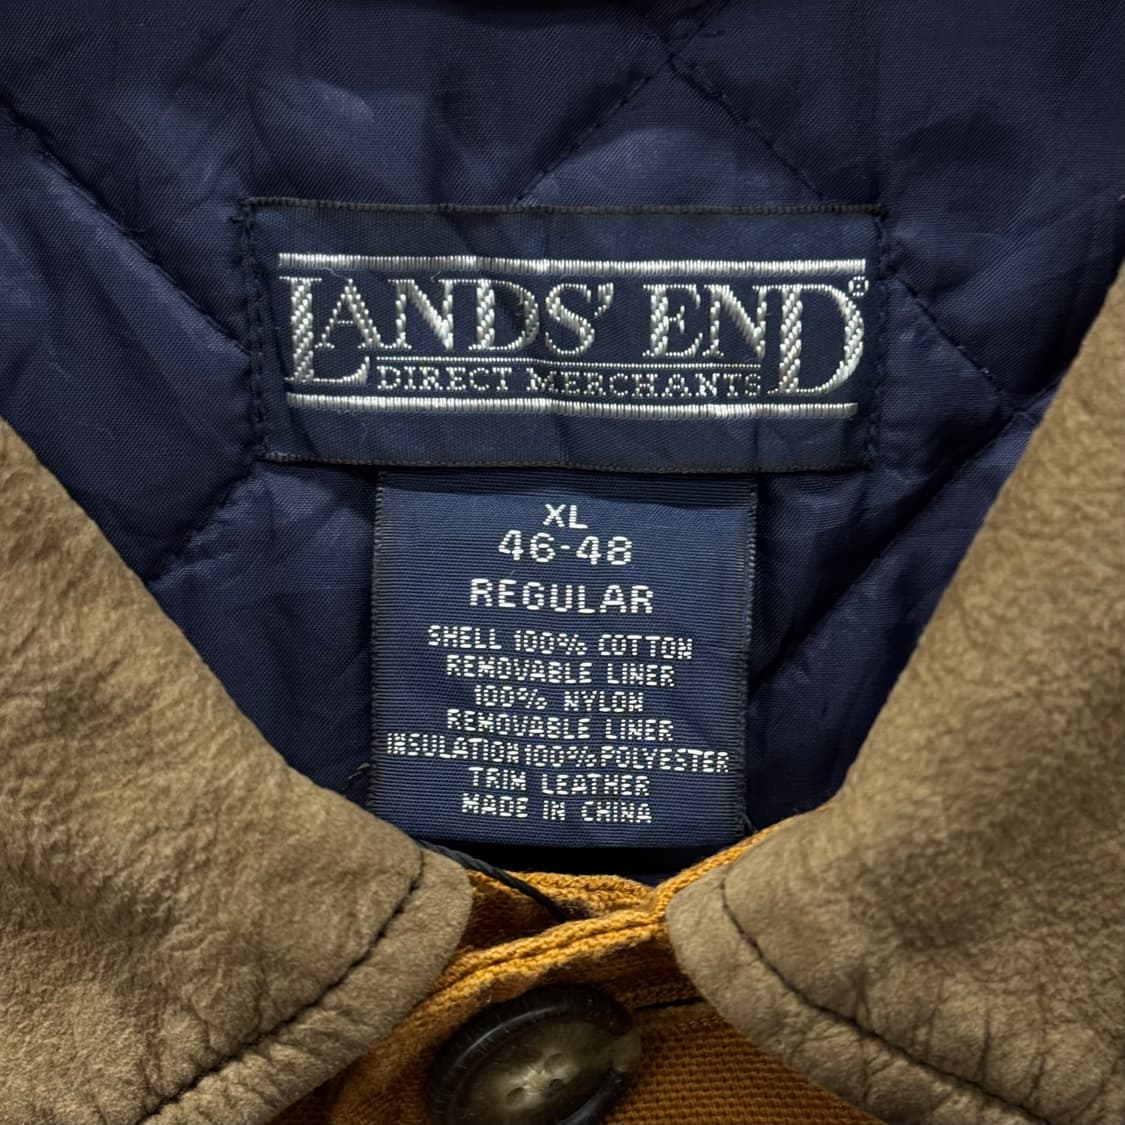 LANDS' END®
DIRECT MERCHANTS
XL
46-48
REGULAR
SHELL 100% COTTON
REMOVABLE LINER
100% NYLON
REMOVABLE LINER
INSULATION 100% POLYESTER
TRIM LEATHER
MADE IN CHINA